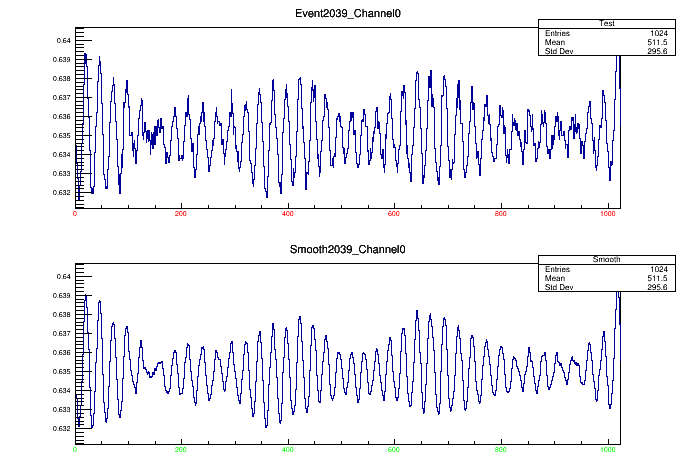 Event2039_Channel0
Test
Entries 1024
Mean 511.5
Std Dev 295.6
0.64
0.639
0.638
0.637
0.636
0.635
0.634
0.633
0.632
0 200 400 600 800 1000
Smooth2039_Channel0
Smooth
Entries 1024
Mean 511.5
Std Dev 295.6
0.64
0.639
0.638
0.637
0.636
0.635
0.634
0.633
0.632
0 200 400 600 800 1000